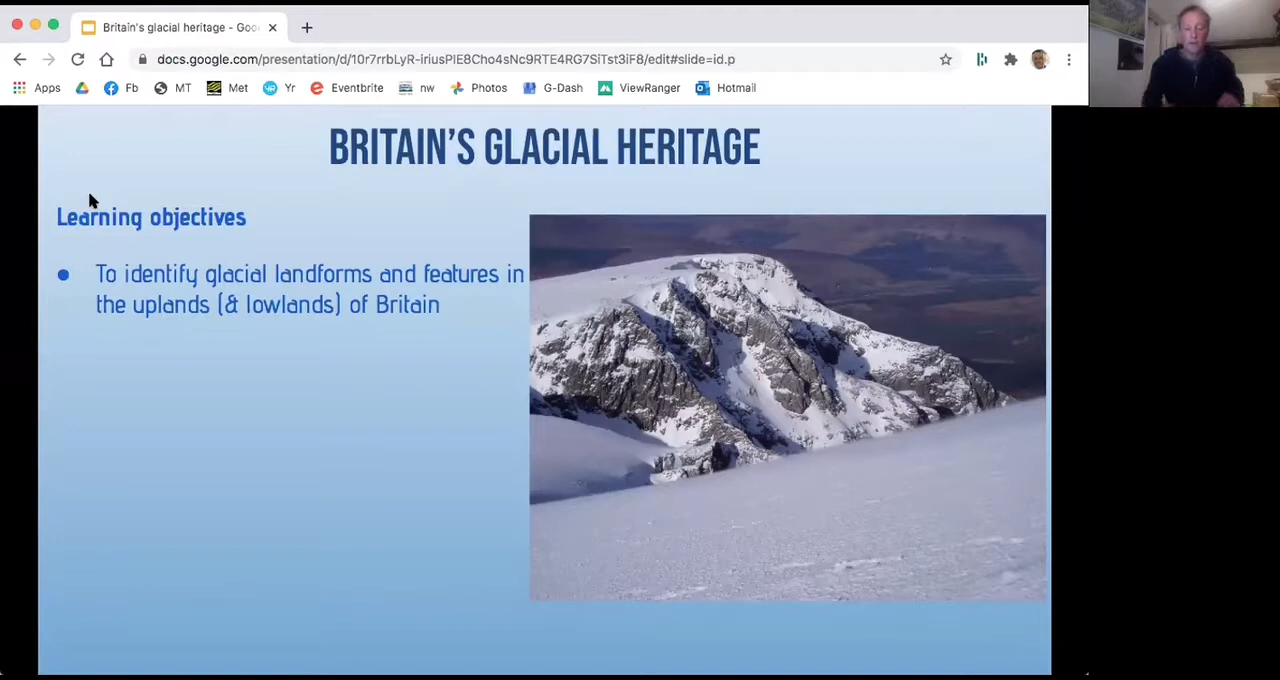 Britain's glacial heritage - Goo
docs.google.com/presentation/d/10r7rrbLyR-iriusPlE8Cho4sNc9RTE4RG7SiTst3iF8/edit#slide=id.p
Apps Fb MT Met Yr Eventbrite nw Photos G-Dash ViewRanger Hotmail
BRITAIN'S GLACIAL HERITAGE
Learning objectives
● To identify glacial landforms and features in
the uplands (& lowlands) of Britain